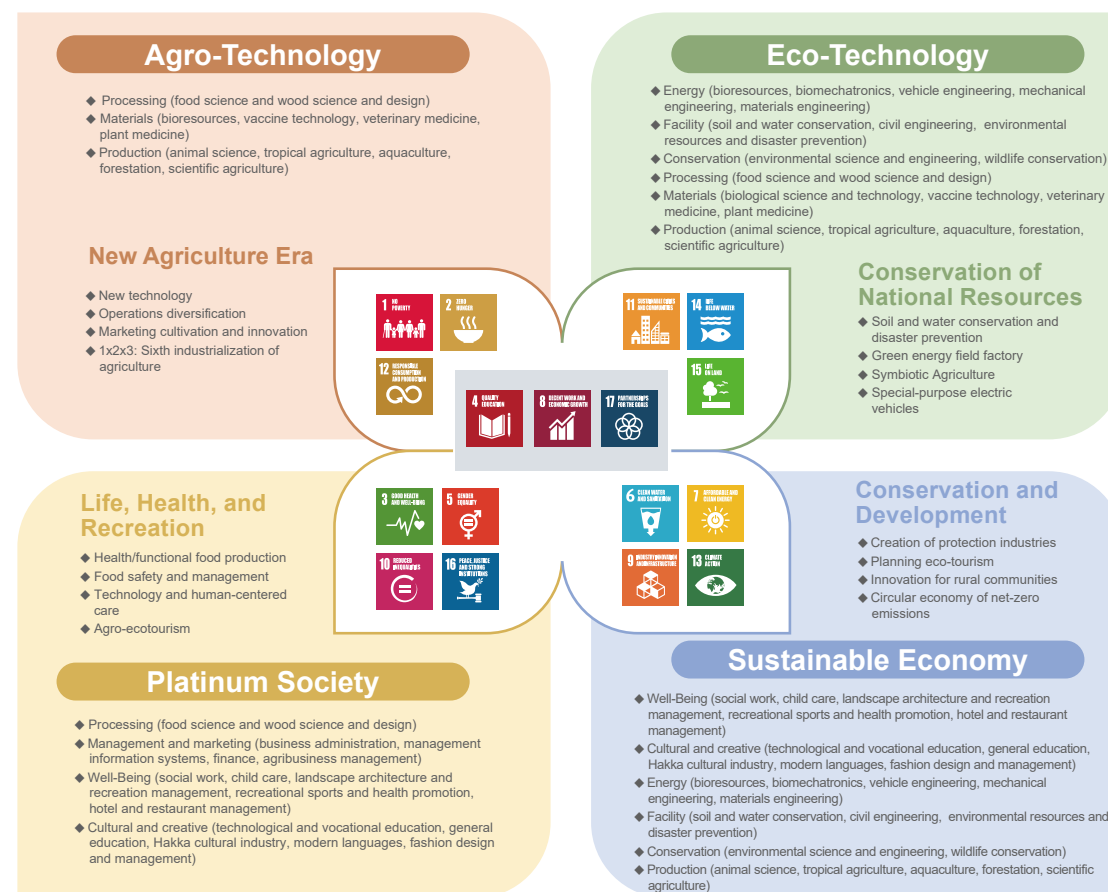 Agro-Technology
◆ Processing (food science and wood science and design)
◆ Materials (bioresources, vaccine technology, veterinary medicine,
plant medicine)
◆ Production (animal science, tropical agriculture, aquaculture,
forestation, scientific agriculture)
New Agriculture Era
◆ New technology
◆ Operations diversification
◆ Marketing cultivation and innovation
◆ 1x2x3: Sixth industrialization of
agriculture
Eco-Technology
◆ Energy (bioresources, biomechatronics, vehicle engineering, mechanical
engineering, materials engineering)
◆ Facility (soil and water conservation, civil engineering, environmental
resources and disaster prevention)
◆ Conservation (environmental science and engineering, wildlife conservation)
◆ Processing (food science and wood science and design)
◆ Materials (biological science and technology, vaccine technology, veterinary
medicine, plant medicine)
◆ Production (animal science, tropical agriculture, aquaculture, forestation,
scientific agriculture)
Conservation of
National Resources
◆ Soil and water conservation and
disaster prevention
◆ Green energy field factory
◆ Symbiotic Agriculture
◆ Special-purpose electric
vehicles
1 NO
POVERTY
2 ZERO
HUNGER
12 RESPONSIBLE
CONSUMPTION
AND PRODUCTION
11 SUSTAINABLE CITIES
AND COMMUNITIES
14 LIFE
BELOW WATER
15 LIFE
ON LAND
4 QUALITY
EDUCATION
8 DECENT WORK AND
ECONOMIC GROWTH
17 PARTNERSHIPS
FOR THE GOALS
3 GOOD HEALTH
AND WELL-BEING
5 GENDER
EQUALITY
10 REDUCED
INEQUALITIES
16 PEACE, JUSTICE
AND STRONG
INSTITUTIONS
6 CLEAN WATER
AND SANITATION
7 AFFORDABLE AND
CLEAN ENERGY
9 INDUSTRY, INNOVATION
AND INFRASTRUCTURE
13 CLIMATE
ACTION
Life, Health, and
Recreation
◆ Health/functional food production
◆ Food safety and management
◆ Technology and human-centered
care
◆ Agro-ecotourism
Platinum Society
◆ Processing (food science and wood science and design)
◆ Management and marketing (business administration, management
information systems, finance, agribusiness management)
◆ Well-Being (social work, child care, landscape architecture and
recreation management, recreational sports and health promotion,
hotel and restaurant management)
◆ Cultural and creative (technological and vocational education, general
education, Hakka cultural industry, modern languages, fashion design
and management)
Conservation and
Development
◆ Creation of protection industries
◆ Planning eco-tourism
◆ Innovation for rural communities
◆ Circular economy of net-zero
emissions
Sustainable Economy
◆ Well-Being (social work, child care, landscape architecture and recreation
management, recreational sports and health promotion, hotel and restaurant
management)
◆ Cultural and creative (technological and vocational education, general education,
Hakka cultural industry, modern languages, fashion design and management)
◆ Energy (bioresources, biomechatronics, vehicle engineering, mechanical
engineering, materials engineering)
◆ Facility (soil and water conservation, civil engineering, environmental resources and
disaster prevention)
◆ Conservation (environmental science and engineering, wildlife conservation)
◆ Production (animal science, tropical agriculture, aquaculture, forestation, scientific
agriculture)